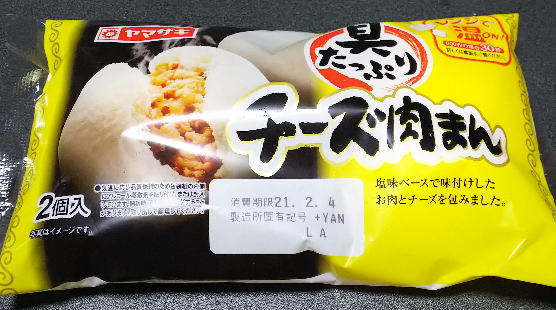 ヤマザキ
具
たっぷり
温
ON!
チーズ肉まん
塩味ベースで味付けした
お肉とチーズを包みました。
2個入
写真はイメージです。
消費期限21. 2. 4
製造所固有記号 +YAN
LA